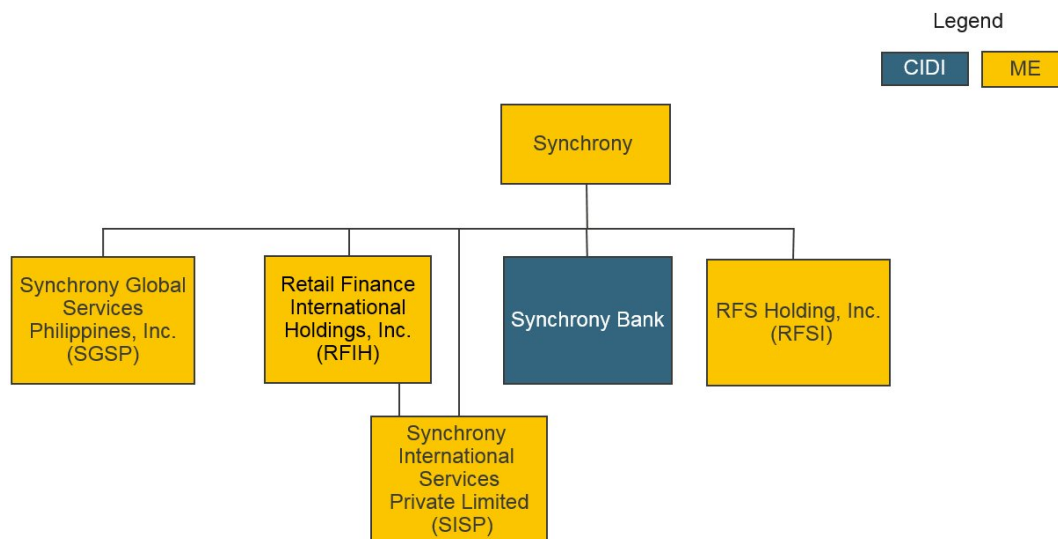 Legend
CIDI
ME
Synchrony
Synchrony Global
Services
Philippines, Inc.
(SGSP)
Retail Finance
International
Holdings, Inc.
(RFIH)
Synchrony Bank
RFS Holding, Inc.
(RFSI)
Synchrony
International
Services
Private Limited
(SISP)